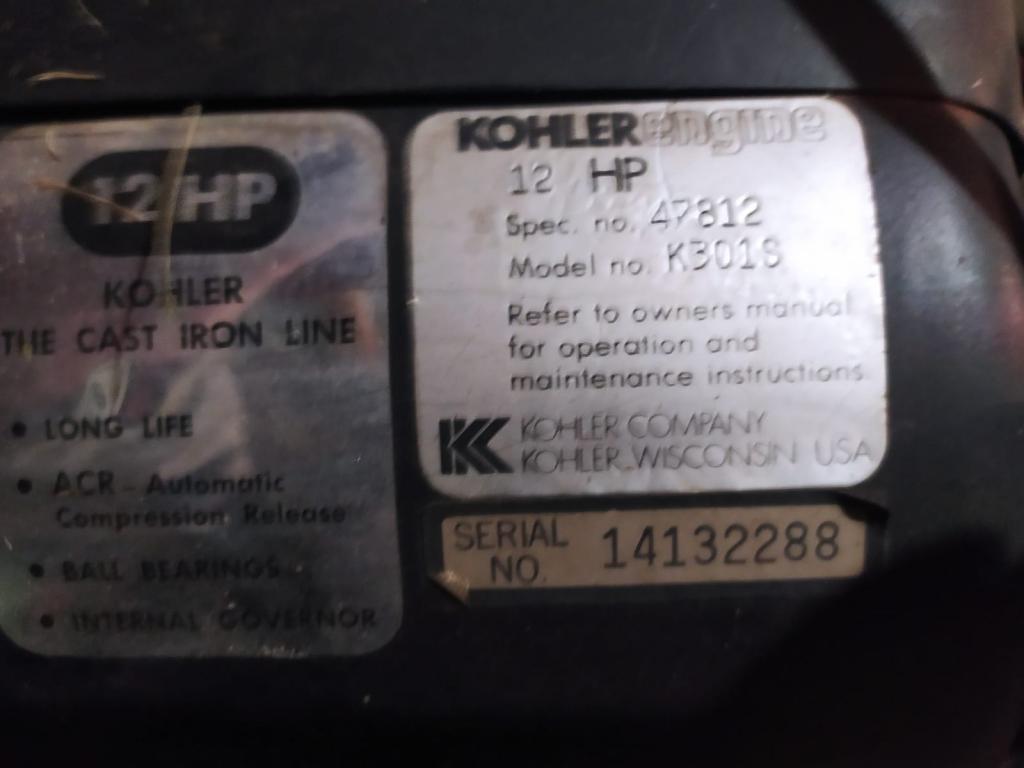 12 HP
KOHLER
THE CAST IRON LINE
• LONG LIFE
• ACR - Automatic
Compression Release
• BALL BEARINGS
• INTERNAL GOVERNOR
KOHLER engine
12 HP
Spec. no. 47812
Model no. K301S
Refer to owners manual
for operation and
maintenance instructions.
KOHLER COMPANY
KOHLER, WISCONSIN USA
SERIAL
NO. 14132288